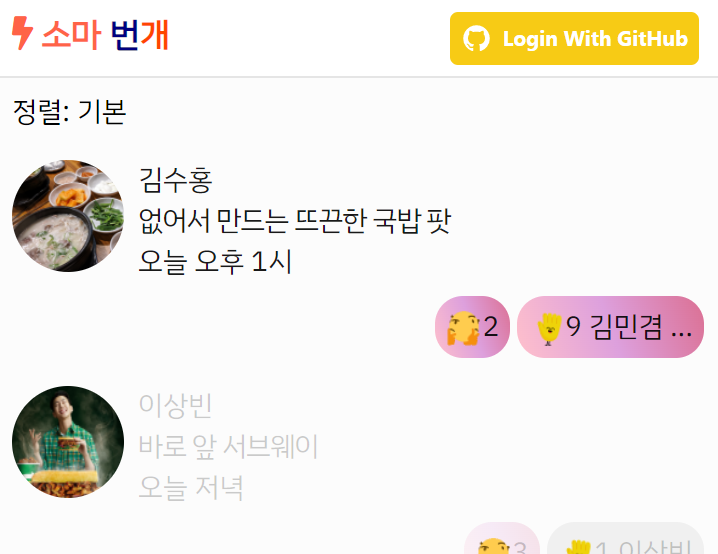 소마 번개
Login With GitHub
정렬: 기본
김수홍
없어서 만드는 뜨끈한 국밥 팟
오늘 오후 1시
2
9 김민겸 ...
이상빈
바로 앞 서브웨이
오늘 저녁
3
1 이상빈